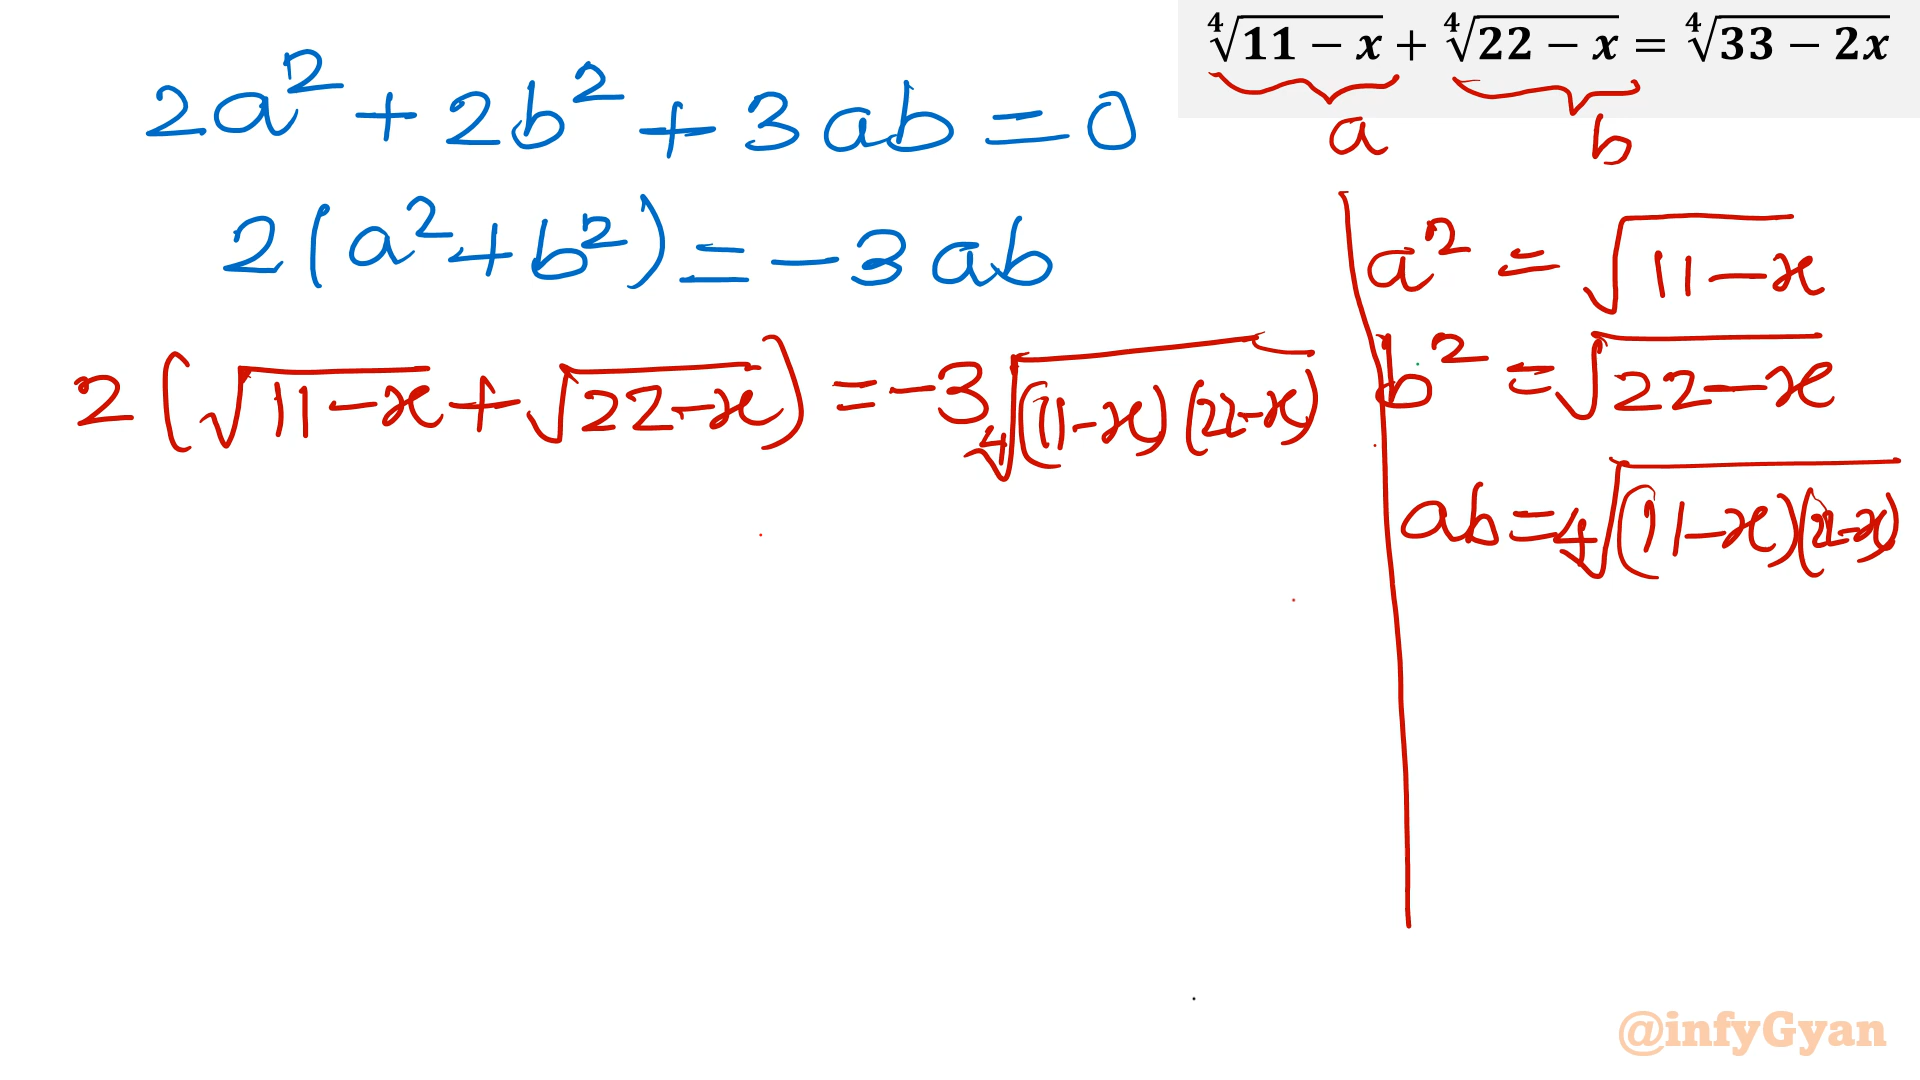 ∜(11 − x) + ∜(22 − x) = ∜(33 − 2x)
a b
2a² + 2b² + 3ab = 0
2(a² + b²) = −3ab
2(√(11−x) + √(22−x)) = −3 ∜((11−x)(22−x))
a² = √(11−x)
b² = √(22−x)
ab = ∜((11−x)(22−x))
@infyGyan